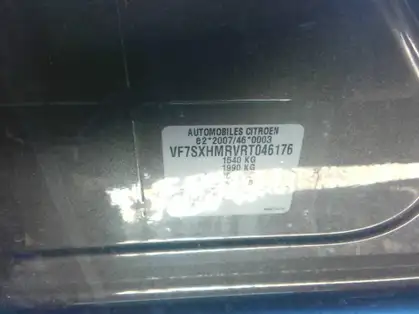 AUTOMOBILES CITROEN
e2*2007/46*0003
VF7SXHMRVRT046176
1540 KG
1990 KG